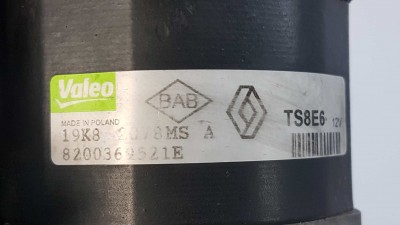 Valeo
BAB
TS8E6
12V
MADE IN POLAND
19K8 MS A
8200369521E